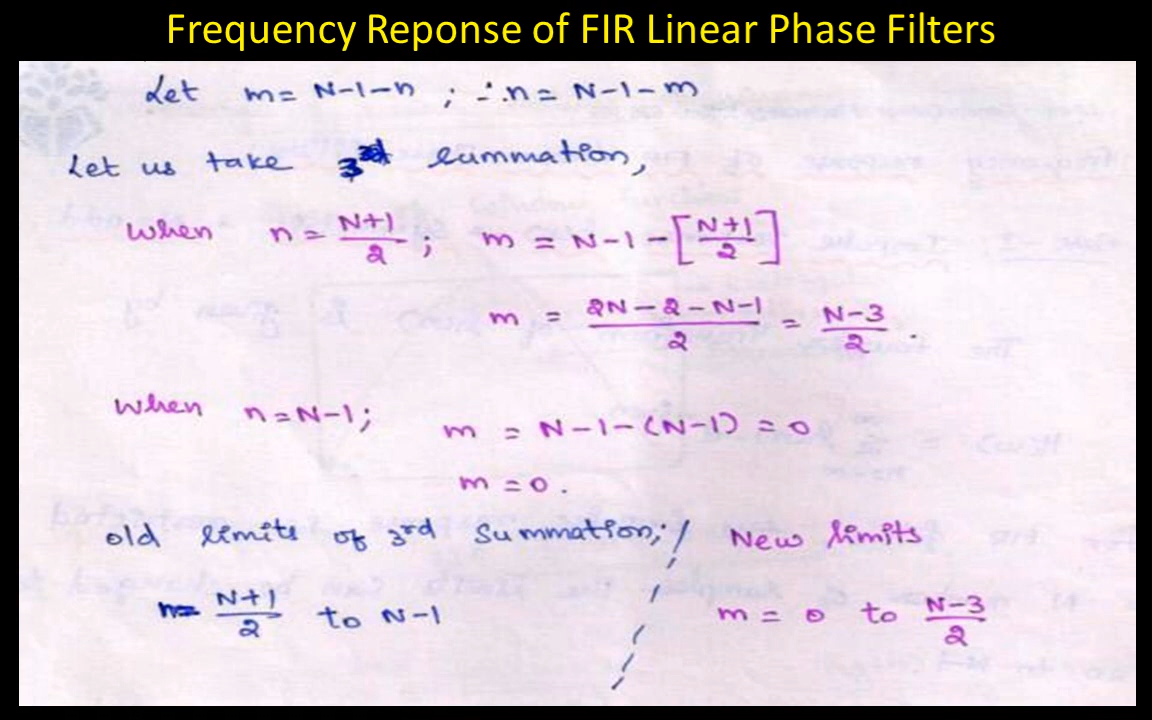 Frequency Reponse of FIR Linear Phase Filters
Let m = N-1-n ; ∴ n = N-1-m
Let us take 3rd summation,
When n = N+1/2 ; m = N-1-[N+1/2]
m = 2N-2-N-1/2 = N-3/2 .
When n=N-1; m = N-1-(N-1) = 0
m = 0 .
old limits of 3rd Summation; / New limits
n= N+1/2 to N-1 m = 0 to N-3/2